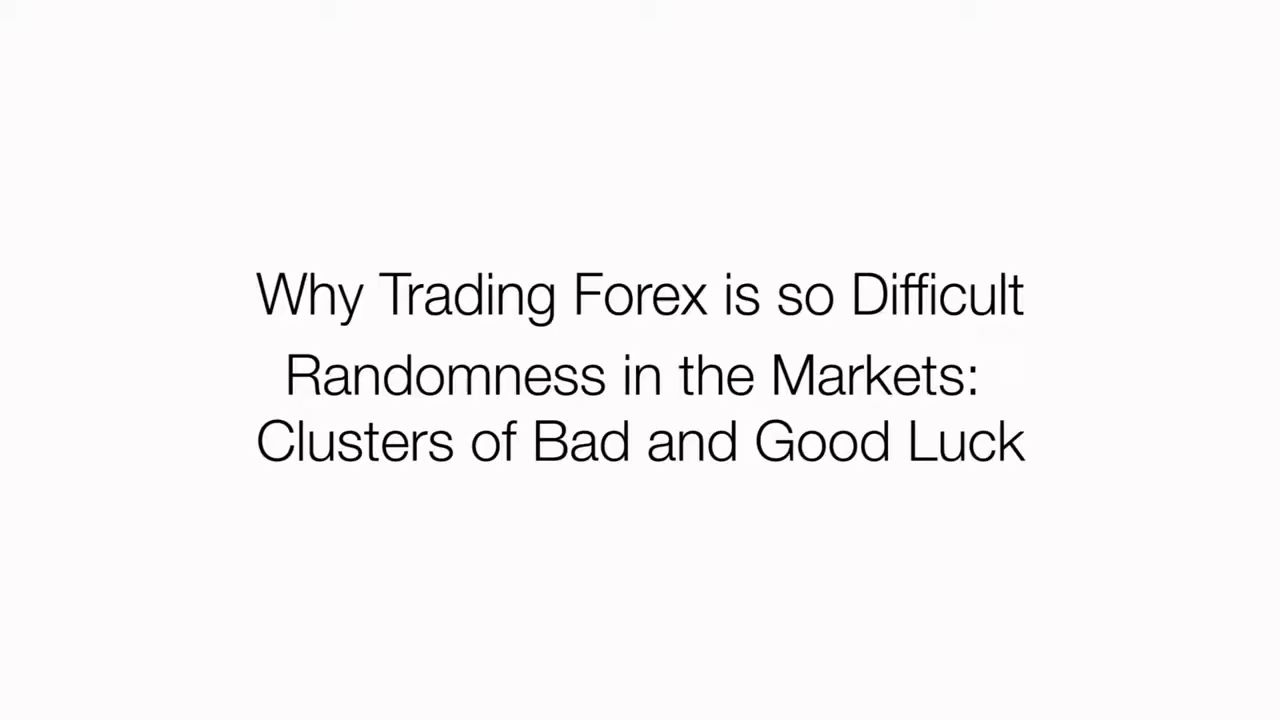 Why Trading Forex is so Difficult
Randomness in the Markets:
Clusters of Bad and Good Luck